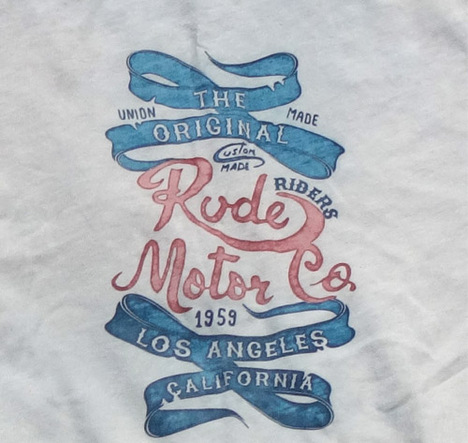 THE
UNION MADE
ORIGINAL
Custom
MADE
Rude RIDERS
Motor Co.
1959
LOS ANGELES
CALIFORNIA